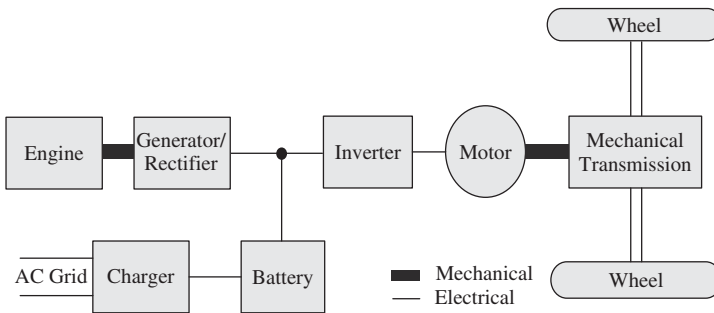 Wheel
Engine
Generator/
Rectifier
Inverter
Motor
Mechanical
Transmission
AC Grid
Charger
Battery
Mechanical
Electrical
Wheel